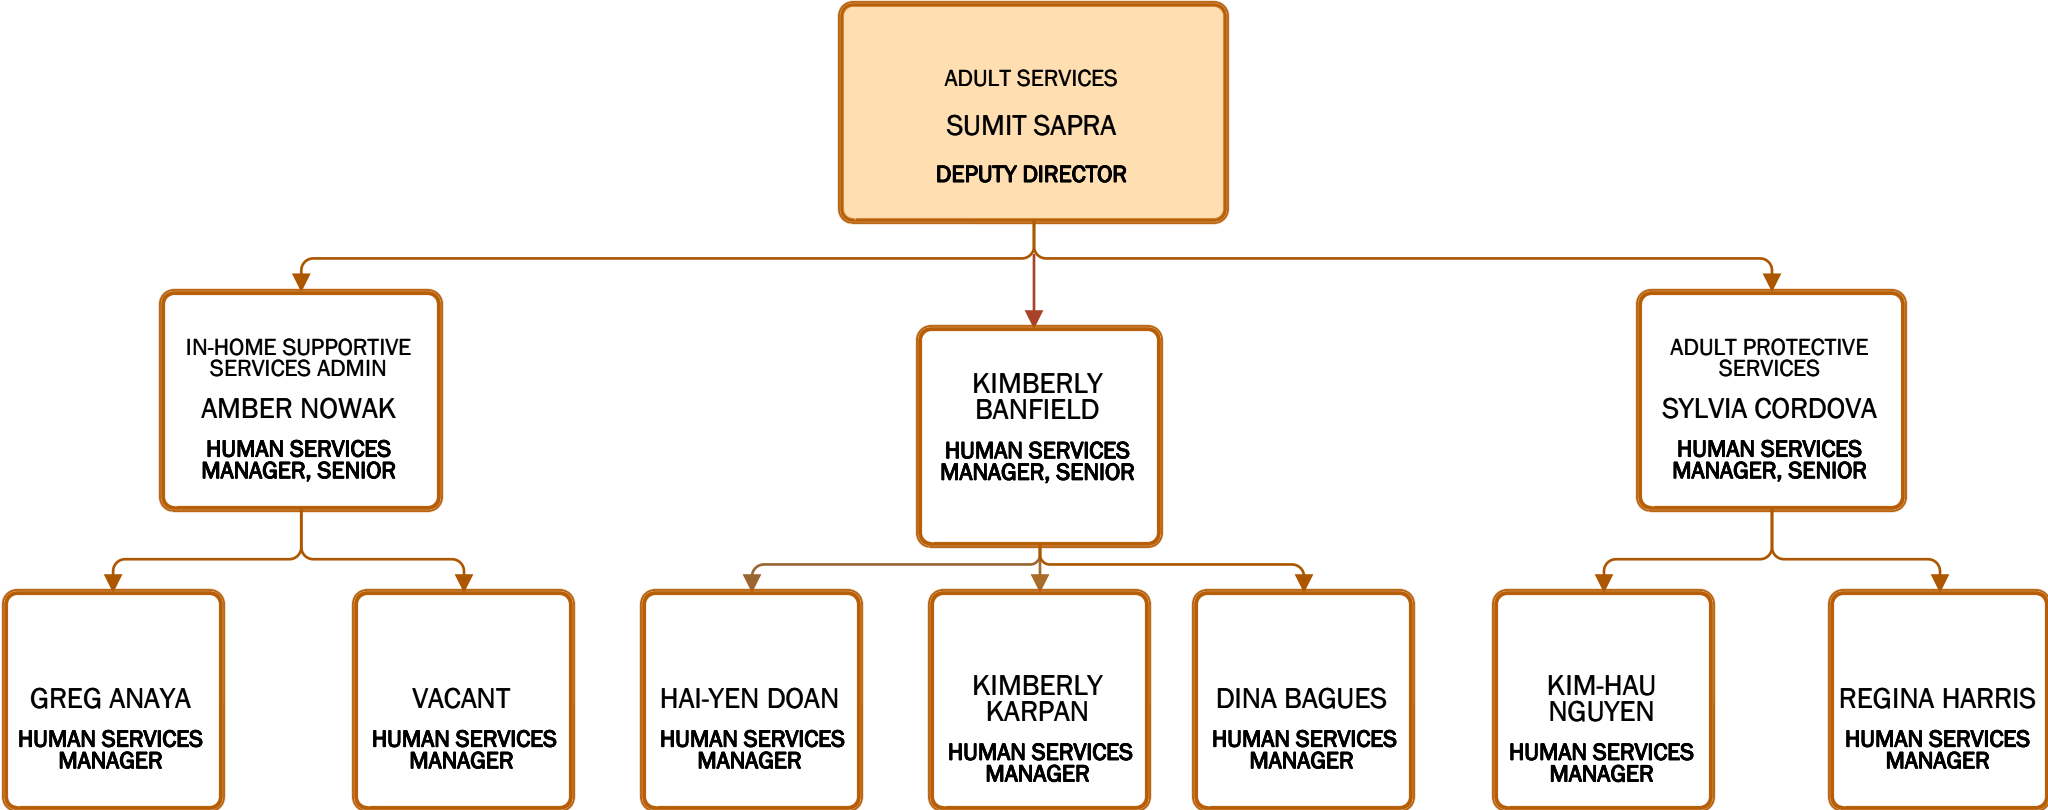 ADULT SERVICES
SUMIT SAPRA
DEPUTY DIRECTOR
IN-HOME SUPPORTIVE
SERVICES ADMIN
AMBER NOWAK
HUMAN SERVICES
MANAGER, SENIOR
KIMBERLY
BANFIELD
HUMAN SERVICES
MANAGER, SENIOR
ADULT PROTECTIVE
SERVICES
SYLVIA CORDOVA
HUMAN SERVICES
MANAGER, SENIOR
GREG ANAYA
HUMAN SERVICES
MANAGER
VACANT
HUMAN SERVICES
MANAGER
HAI-YEN DOAN
HUMAN SERVICES
MANAGER
KIMBERLY
KARPAN
HUMAN SERVICES
MANAGER
DINA BAGUES
HUMAN SERVICES
MANAGER
KIM-HAU
NGUYEN
HUMAN SERVICES
MANAGER
REGINA HARRIS
HUMAN SERVICES
MANAGER